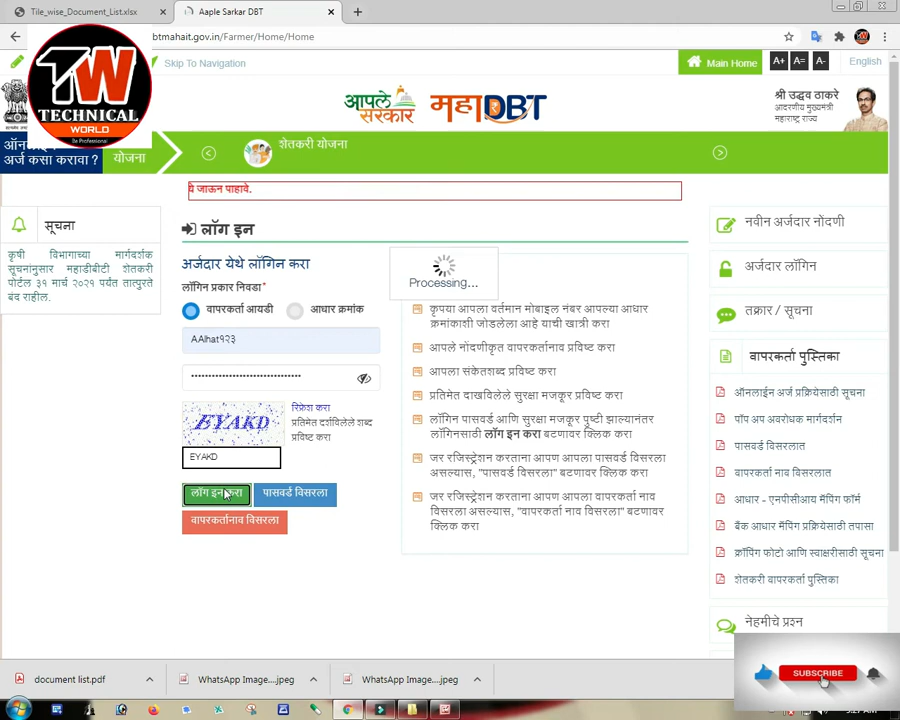 Tile_wise_Document_List.xlsx
Aaple Sarkar DBT
btmahait.gov.in/Farmer/Home/Home
TW
TECHNICAL
WORLD
Be Professional
Skip To Navigation
Main Home
A+ A= A-
English
आपले सरकार
महाDBT
श्री उद्धव ठाकरे
आदरणीय मुख्यमंत्री
महाराष्ट्र राज्य
अर्ज कसा करावा ?
योजना
शेतकरी योजना
ये जाऊन पाहावे.
सूचना
कृषी विभागाच्या मार्गदर्शक
सूचनांनुसार महाडीबीटी शेतकरी
पोर्टल ३१ मार्च २०२१ पर्यंत तात्पुरते
बंद राहील.
लॉग इन
अर्जदार येथे लॉगिन करा
लॉगिन प्रकार निवडा*
वापरकर्ता आयडी
आधार क्रमांक
AAlhat१२३
EYAKD
रिफ्रेश करा
प्रतिमेत दर्शविलेले शब्द
प्रविष्ट करा
EYAKD
लॉग इन करा
पासवर्ड विसरला
वापरकर्तानाव विसरला
Processing...
कृपया आपला वर्तमान मोबाइल नंबर आपल्या आधार
क्रमांकाशी जोडलेला आहे याची खात्री करा
आपले नोंदणीकृत वापरकर्तानाव प्रविष्ट करा
आपला संकेतशब्द प्रविष्ट करा
प्रतिमेत दाखविलेले सुरक्षा मजकूर प्रविष्ट करा
लॉगिन पासवर्ड आणि सुरक्षा मजकूर पुष्टी झाल्यानंतर
लॉगिनसाठी लॉग इन करा बटणावर क्लिक करा
जर रजिस्ट्रेशन करताना आपण आपला पासवर्ड विसरला
असल्यास, "पासवर्ड विसरला" बटणावर क्लिक करा
जर रजिस्ट्रेशन करताना आपण आपला वापरकर्ता नाव
विसरला असल्यास, "वापरकर्ता नाव विसरला" बटणावर
क्लिक करा
नवीन अर्जदार नोंदणी
अर्जदार लॉगिन
तक्रार / सूचना
वापरकर्ता पुस्तिका
ऑनलाईन अर्ज प्रक्रियेसाठी सूचना
पॉप अप अवरोधक मार्गदर्शन
पासवर्ड विसरलात
वापरकर्ता नाव विसरलात
आधार - एनपीसीआय मॅपिंग फॉर्म
बँक आधार मॅपिंग प्रक्रियेसाठी तपासा
क्रॉपिंग फोटो आणि स्वाक्षरीसाठी सूचना
शेतकरी वापरकर्ता पुस्तिका
नेहमीचे प्रश्न
SUBSCRIBE
document list.pdf
WhatsApp Image....jpeg
WhatsApp Image....jpeg